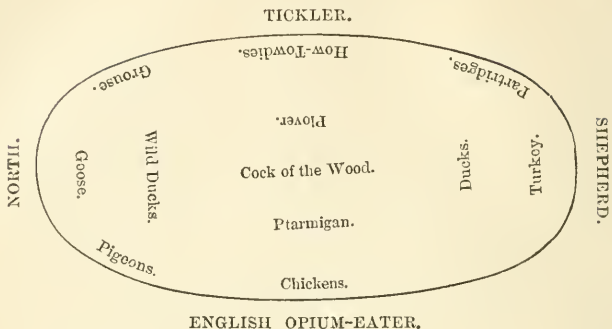 TICKLER.
How-Towdies.
Grouse.
Partridges.
Plover.
NORTH.
Goose.
Wild Ducks.
Cock of the Wood.
Ducks.
Turkey.
SHEPHERD.
Ptarmigan.
Pigeons.
Chickens.
ENGLISH OPIUM-EATER.